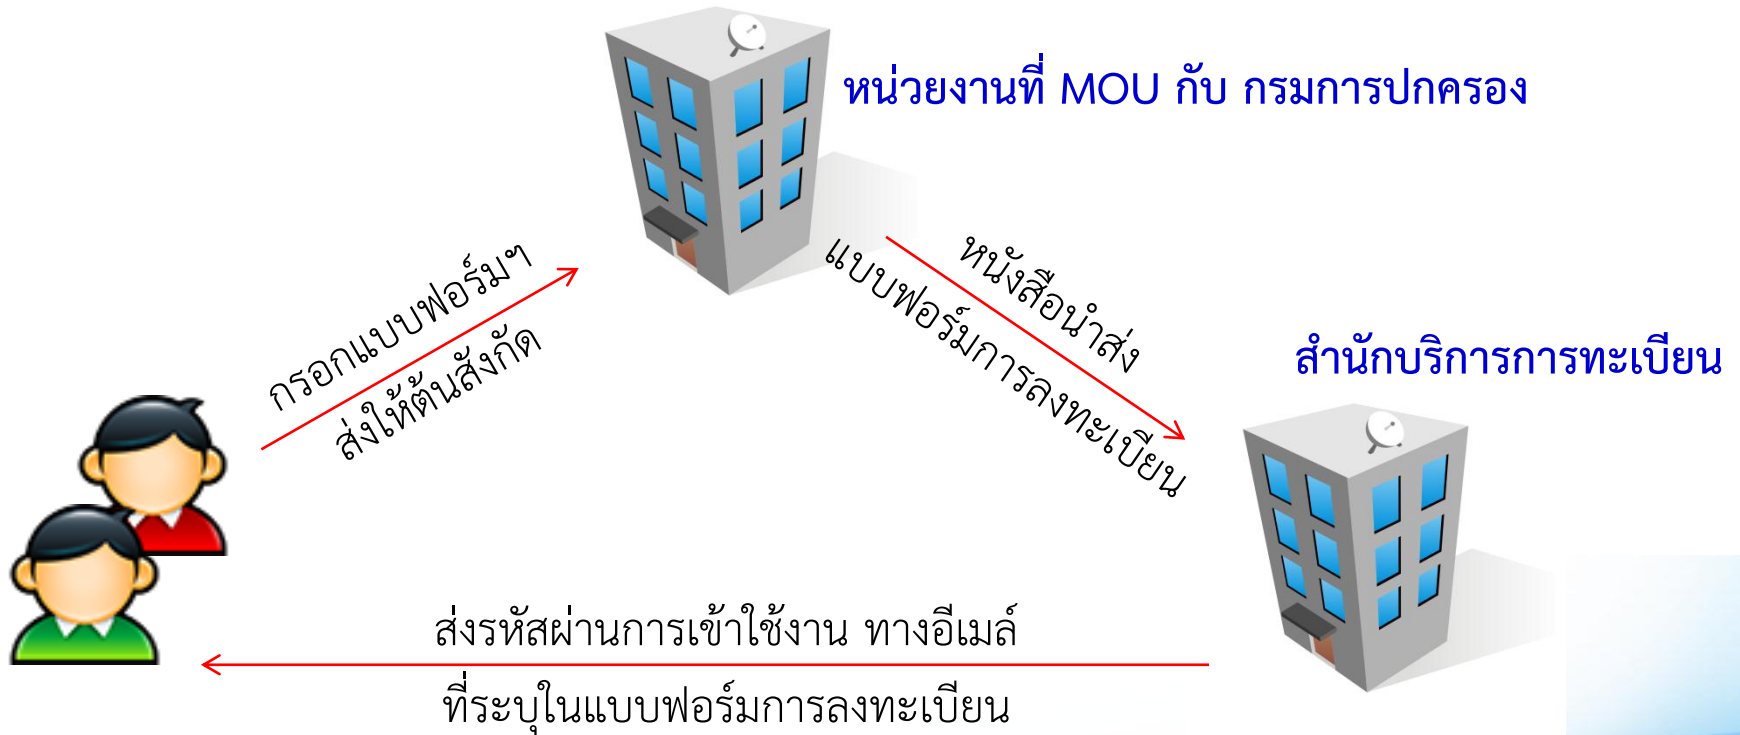 หน่วยงานที่ MOU กับ กรมการปกครอง
กรอกแบบฟอร์มฯ
ส่งให้ต้นสังกัด
หนังสือนำส่ง
แบบฟอร์มการลงทะเบียน
สำนักบริการการทะเบียน
ส่งรหัสผ่านการเข้าใช้งาน ทางอีเมล์
ที่ระบุในแบบฟอร์มการลงทะเบียน